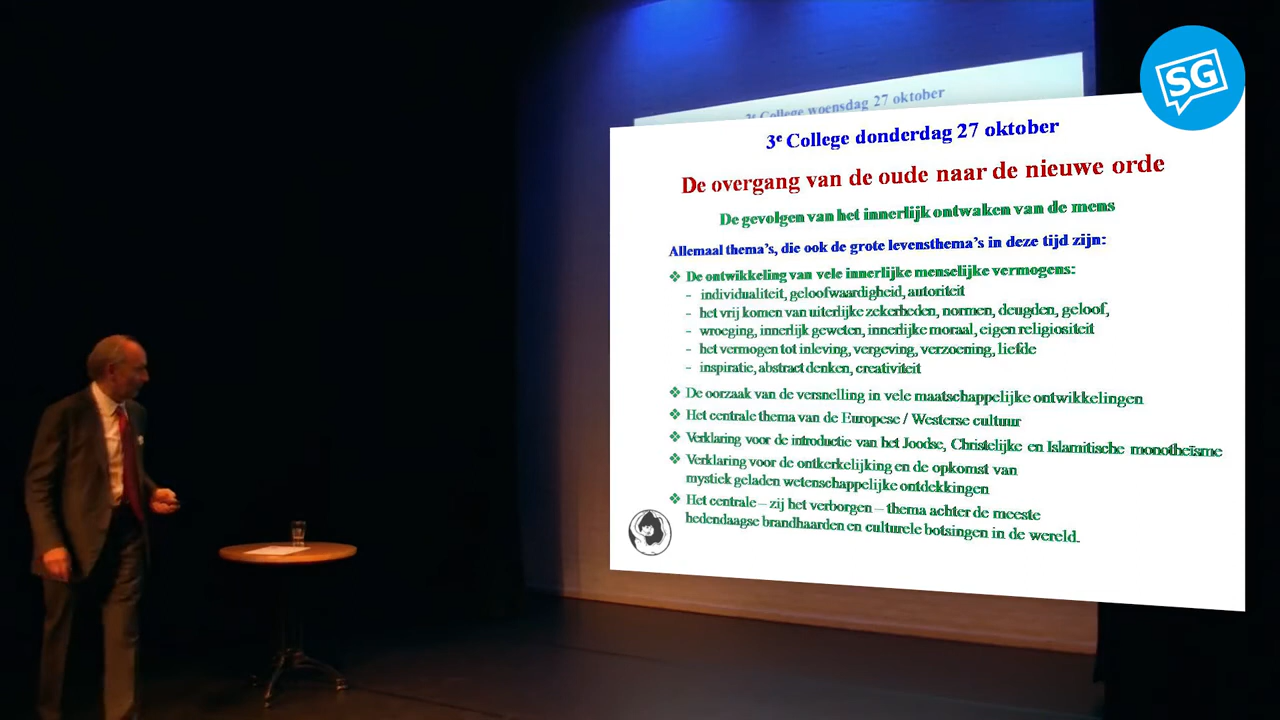 SG
3e College woensdag 27 oktober
3e College donderdag 27 oktober
De overgang van de oude naar de nieuwe orde
De gevolgen van het innerlijk ontwaken van de mens
Allemaal thema's, die ook de grote levensthema's in deze tijd zijn:
❖ De ontwikkeling van vele innerlijke menselijke vermogens:
- individualiteit, geloofwaardigheid, autoriteit
- het vrij komen van uiterlijke zekerheden, normen, deugden, geloof,
- wroeging, innerlijk geweten, innerlijke moraal, eigen religiositeit
- het vermogen tot inleving, vergeving, verzoening, liefde
- inspiratie, abstract denken, creativiteit
❖ De oorzaak van de versnelling in vele maatschappelijke ontwikkelingen
❖ Het centrale thema van de Europese / Westerse cultuur
❖ Verklaring voor de introductie van het Joodse, Christelijke en Islamitische monotheïsme
❖ Verklaring voor de ontkerkelijking en de opkomst van
mystiek geladen wetenschappelijke ontdekkingen
❖ Het centrale – zij het verborgen – thema achter de meeste
hedendaagse brandhaarden en culturele botsingen in de wereld.